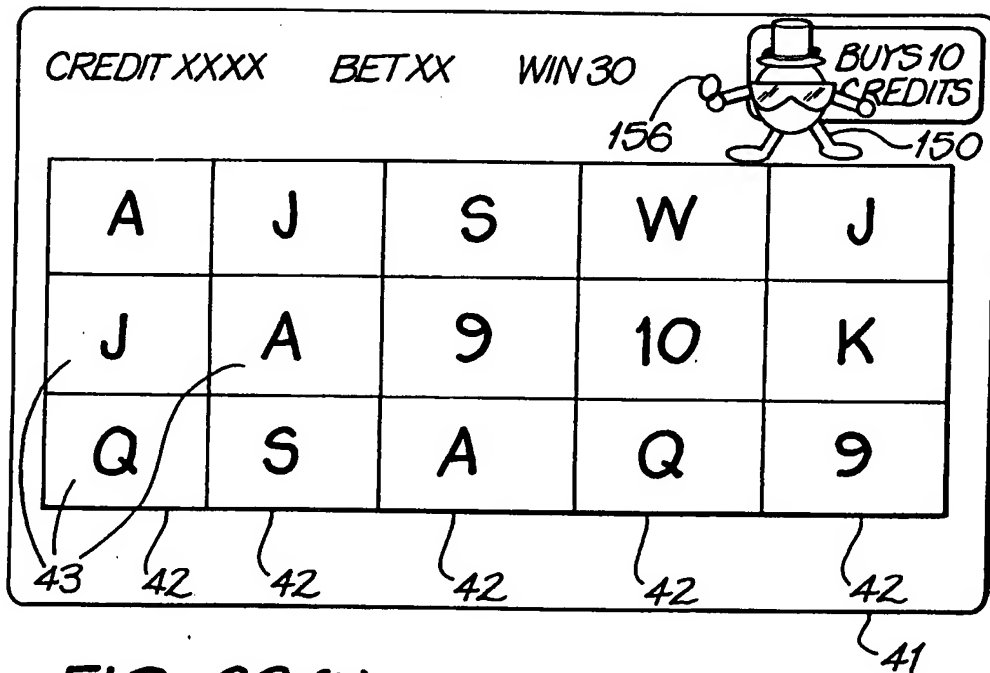 CREDIT XXXX BET XX WIN 30 BUYS 10
CREDITS
156
150
A J S W J
J A 9 10 K
Q S A Q 9
43 42 42 42 42 42
41